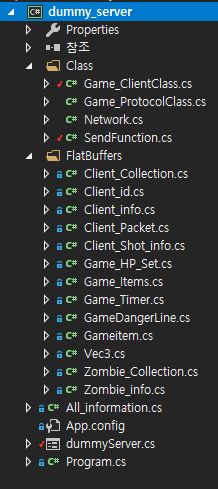 C# dummy_server
Properties
참조
Class
C# Game_ClientClass.cs
C# Game_ProtocolClass.cs
C# Network.cs
C# SendFunction.cs
FlatBuffers
C# Client_Collection.cs
C# Client_id.cs
C# Client_info.cs
C# Client_Packet.cs
C# Client_Shot_info.cs
C# Game_HP_Set.cs
C# Game_Items.cs
C# Game_Timer.cs
C# GameDangerLine.cs
C# Gameitem.cs
C# Vec3.cs
C# Zombie_Collection.cs
C# Zombie_info.cs
C# All_information.cs
App.config
dummyServer.cs
C# Program.cs